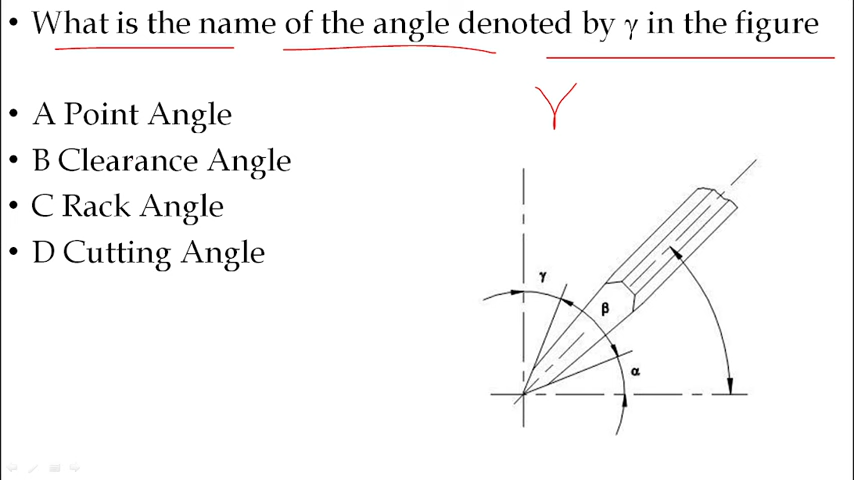 • What is the name of the angle denoted by γ in the figure
γ
• A Point Angle
• B Clearance Angle
• C Rack Angle
• D Cutting Angle
γ
β
α